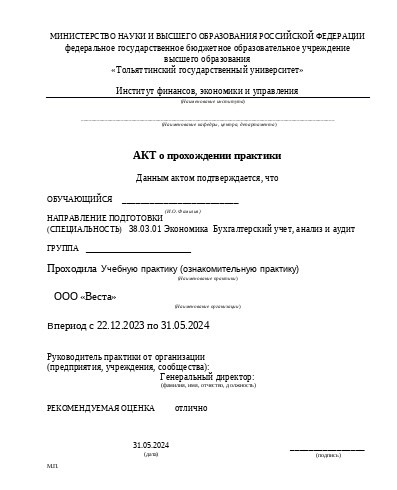 МИНИСТЕРСТВО НАУКИ И ВЫСШЕГО ОБРАЗОВАНИЯ РОССИЙСКОЙ ФЕДЕРАЦИИ
федеральное государственное бюджетное образовательное учреждение
высшего образования
«Тольяттинский государственный университет»
Институт финансов, экономики и управления
(Наименование института)
(Наименование кафедры, центра, департамента)
АКТ о прохождении практики
Данным актом подтверждается, что
ОБУЧАЮЩИЙСЯ
(И.О. Фамилия)
НАПРАВЛЕНИЕ ПОДГОТОВКИ
(СПЕЦИАЛЬНОСТЬ) 38.03.01 Экономика Бухгалтерский учет, анализ и аудит
ГРУППА
Проходила Учебную практику (ознакомительную практику)
(Наименование практики)
ООО «Веста»
(Наименование организации)
Впериод с 22.12.2023 по 31.05.2024
Руководитель практики от организации
(предприятия, учреждения, сообщества):
Генеральный директор:
(фамилия, имя, отчество, должность)
РЕКОМЕНДУЕМАЯ ОЦЕНКА отлично
31.05.2024
(дата)
(подпись)
М.П.